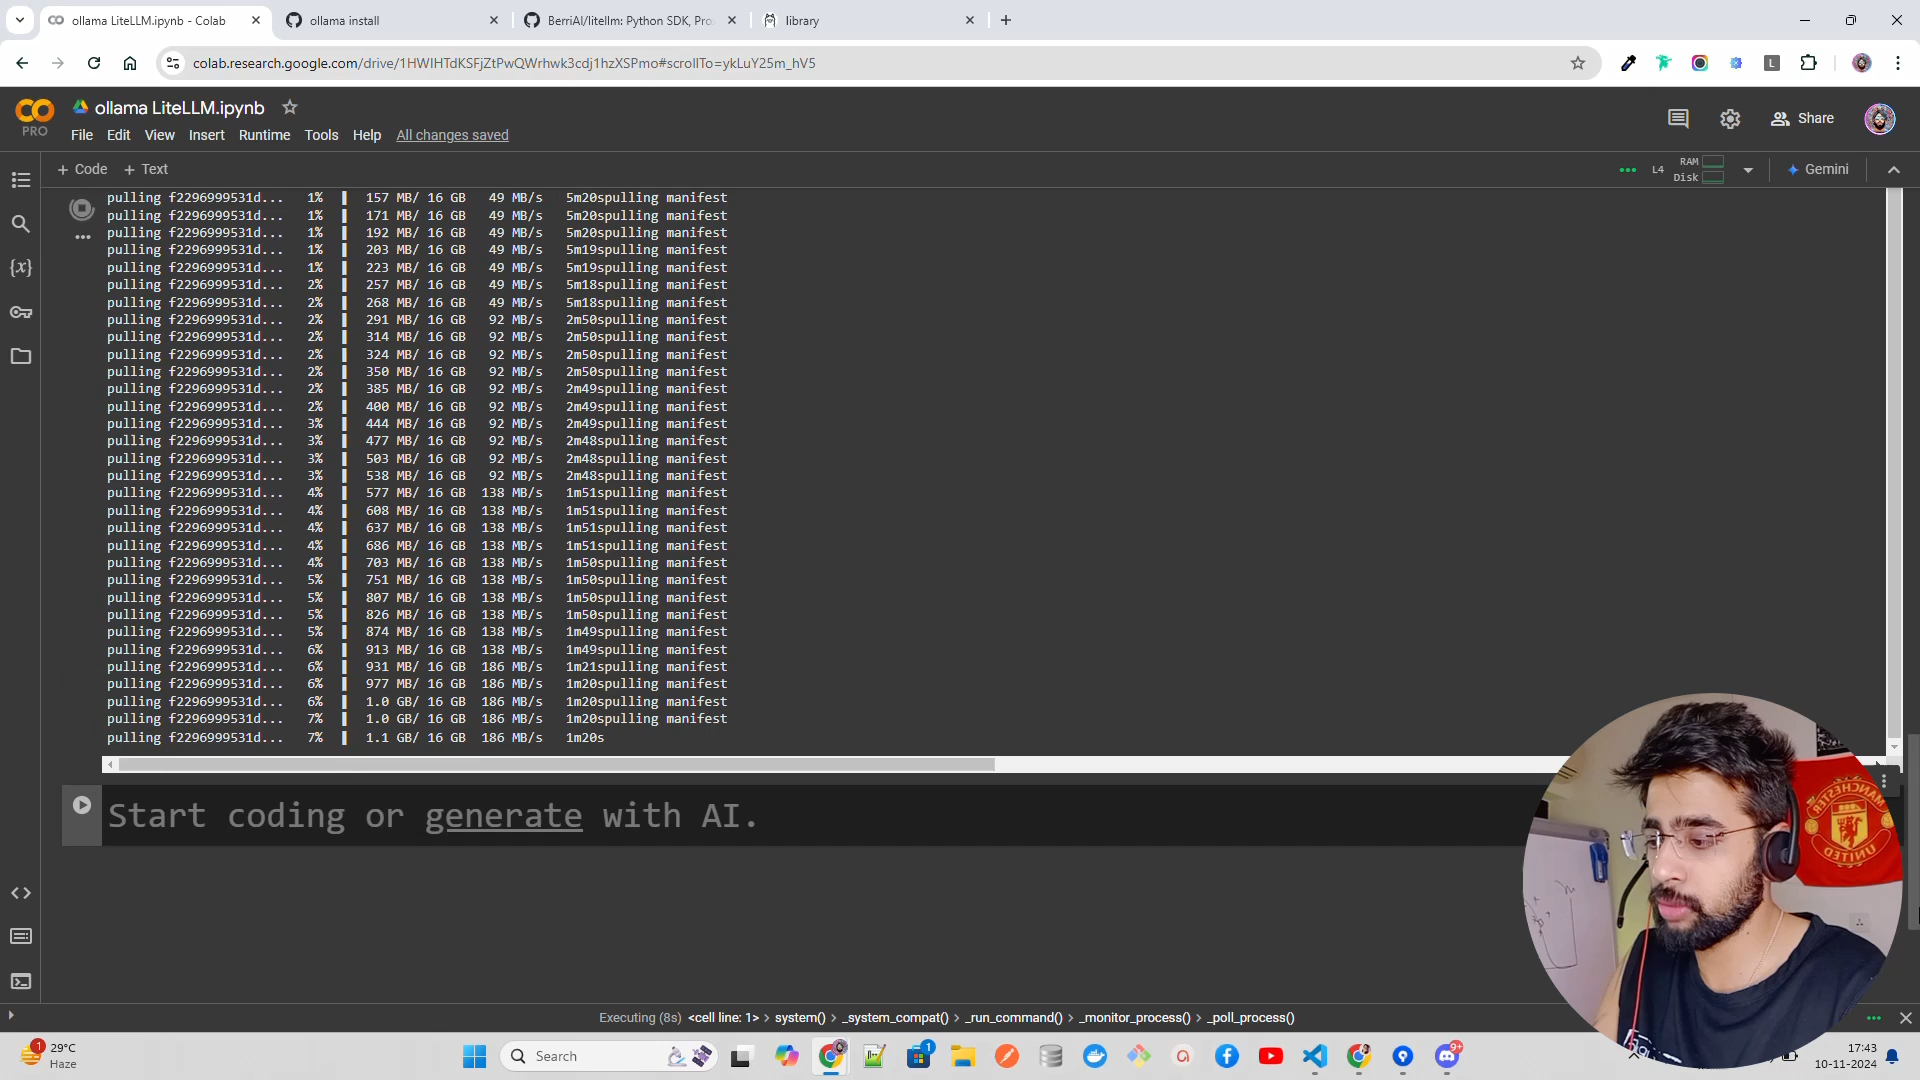 ollama LiteLLM.ipynb - Colab
ollama install
BerriAI/litellm: Python SDK, Pro
library
colab.research.google.com/drive/1HWIHTdKSFjZtPwQWrhwk3cdj1hzXSPmo#scrollTo=ykLuY25m_hV5
CO
PRO
ollama LiteLLM.ipynb
File Edit View Insert Runtime Tools Help All changes saved
Share
+ Code + Text
L4
RAM
Disk
Gemini
pulling f2296999531d... 1% ▌ 157 MB/ 16 GB 49 MB/s 5m20spulling manifest
pulling f2296999531d... 1% ▌ 171 MB/ 16 GB 49 MB/s 5m20spulling manifest
pulling f2296999531d... 1% ▌ 192 MB/ 16 GB 49 MB/s 5m20spulling manifest
pulling f2296999531d... 1% ▌ 203 MB/ 16 GB 49 MB/s 5m19spulling manifest
pulling f2296999531d... 1% ▌ 223 MB/ 16 GB 49 MB/s 5m19spulling manifest
pulling f2296999531d... 2% ▌ 257 MB/ 16 GB 49 MB/s 5m18spulling manifest
pulling f2296999531d... 2% ▌ 268 MB/ 16 GB 49 MB/s 5m18spulling manifest
pulling f2296999531d... 2% ▌ 291 MB/ 16 GB 92 MB/s 2m50spulling manifest
pulling f2296999531d... 2% ▌ 314 MB/ 16 GB 92 MB/s 2m50spulling manifest
pulling f2296999531d... 2% ▌ 324 MB/ 16 GB 92 MB/s 2m50spulling manifest
pulling f2296999531d... 2% ▌ 350 MB/ 16 GB 92 MB/s 2m50spulling manifest
pulling f2296999531d... 2% ▌ 385 MB/ 16 GB 92 MB/s 2m49spulling manifest
pulling f2296999531d... 2% ▌ 400 MB/ 16 GB 92 MB/s 2m49spulling manifest
pulling f2296999531d... 3% ▌ 444 MB/ 16 GB 92 MB/s 2m49spulling manifest
pulling f2296999531d... 3% ▌ 477 MB/ 16 GB 92 MB/s 2m48spulling manifest
pulling f2296999531d... 3% ▌ 503 MB/ 16 GB 92 MB/s 2m48spulling manifest
pulling f2296999531d... 3% ▌ 538 MB/ 16 GB 92 MB/s 2m48spulling manifest
pulling f2296999531d... 4% ▌ 577 MB/ 16 GB 138 MB/s 1m51spulling manifest
pulling f2296999531d... 4% ▌ 608 MB/ 16 GB 138 MB/s 1m51spulling manifest
pulling f2296999531d... 4% ▌ 637 MB/ 16 GB 138 MB/s 1m51spulling manifest
pulling f2296999531d... 4% ▌ 686 MB/ 16 GB 138 MB/s 1m51spulling manifest
pulling f2296999531d... 4% ▌ 703 MB/ 16 GB 138 MB/s 1m50spulling manifest
pulling f2296999531d... 5% ▌ 751 MB/ 16 GB 138 MB/s 1m50spulling manifest
pulling f2296999531d... 5% ▌ 807 MB/ 16 GB 138 MB/s 1m50spulling manifest
pulling f2296999531d... 5% ▌ 826 MB/ 16 GB 138 MB/s 1m50spulling manifest
pulling f2296999531d... 5% ▌ 874 MB/ 16 GB 138 MB/s 1m49spulling manifest
pulling f2296999531d... 6% ▌ 913 MB/ 16 GB 138 MB/s 1m49spulling manifest
pulling f2296999531d... 6% ▌ 931 MB/ 16 GB 186 MB/s 1m21spulling manifest
pulling f2296999531d... 6% ▌ 977 MB/ 16 GB 186 MB/s 1m20spulling manifest
pulling f2296999531d... 6% ▌ 1.0 GB/ 16 GB 186 MB/s 1m20spulling manifest
pulling f2296999531d... 7% ▌ 1.0 GB/ 16 GB 186 MB/s 1m20spulling manifest
pulling f2296999531d... 7% ▌ 1.1 GB/ 16 GB 186 MB/s 1m20s
Start coding or generate with AI.
MANCHESTER
UNITED
Executing (8s) <cell line: 1> > system() > _system_compat() > _run_command() > _monitor_process() > _poll_process()
1
29°C
Haze
Search
1
9+
17:43
10-11-2024